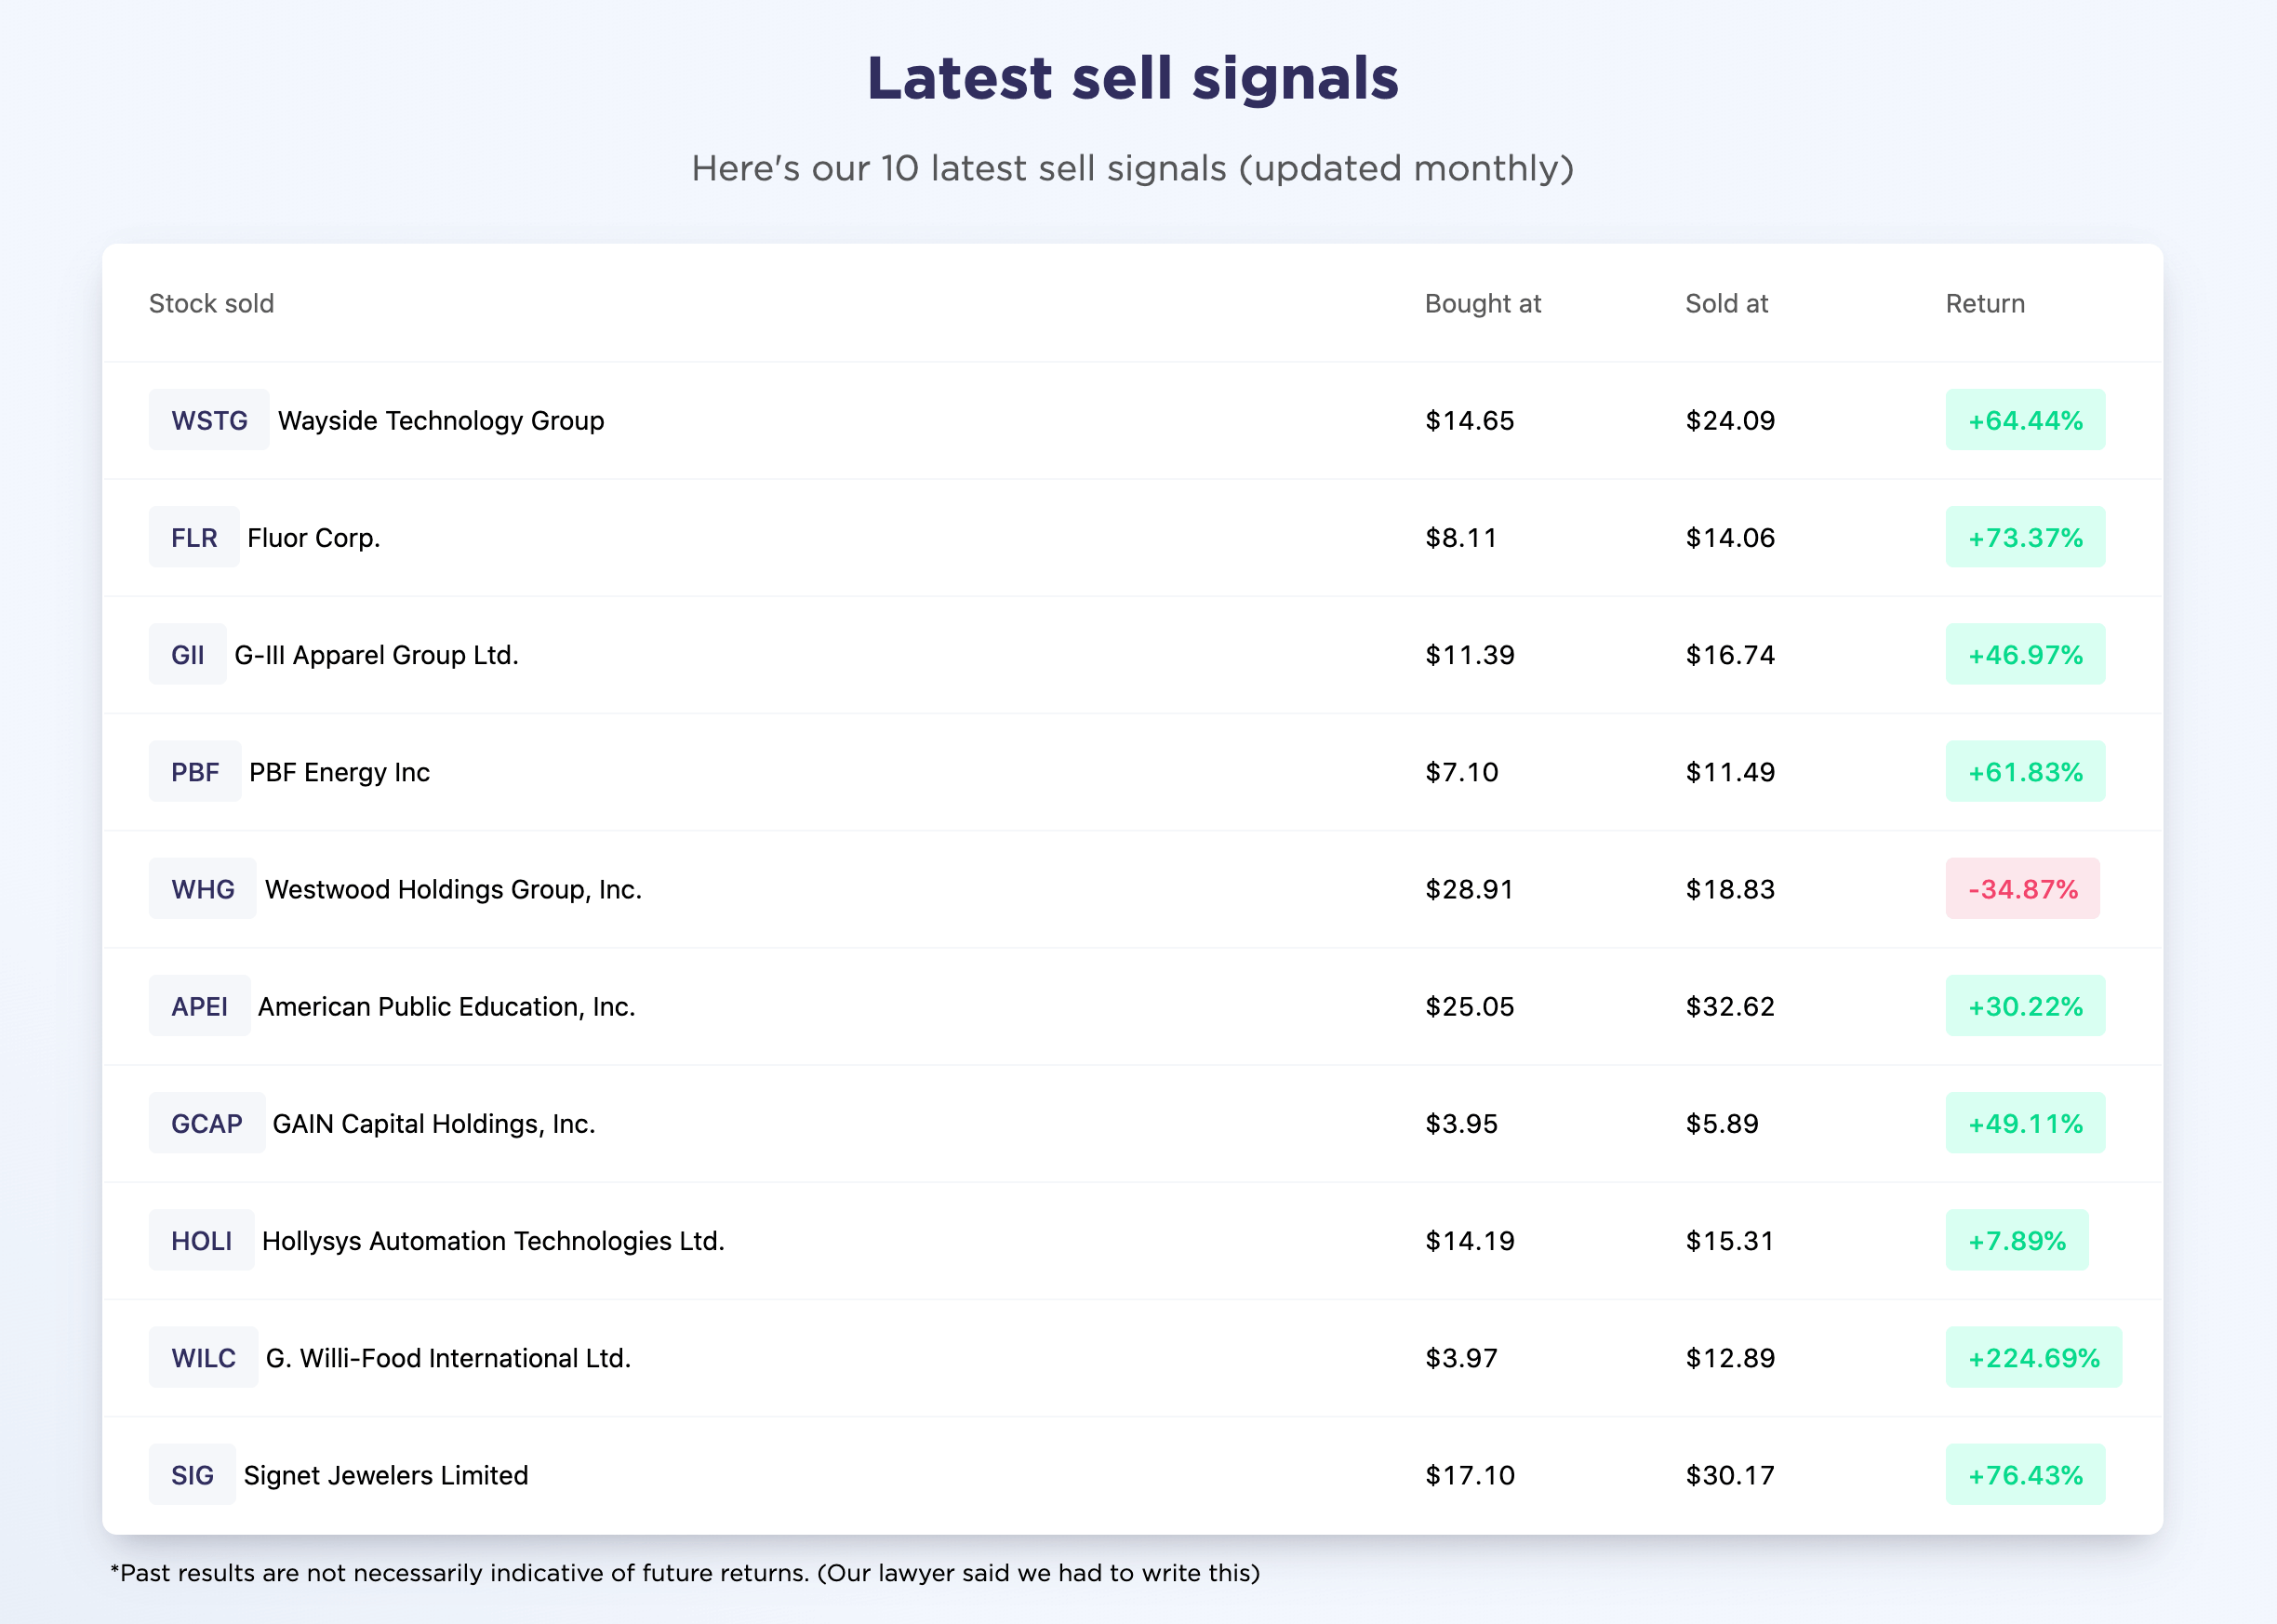 Latest sell signals
Here's our 10 latest sell signals (updated monthly)
Stock sold Bought at Sold at Return
WSTG Wayside Technology Group $14.65 $24.09 +64.44%
FLR Fluor Corp. $8.11 $14.06 +73.37%
GII G-III Apparel Group Ltd. $11.39 $16.74 +46.97%
PBF PBF Energy Inc $7.10 $11.49 +61.83%
WHG Westwood Holdings Group, Inc. $28.91 $18.83 -34.87%
APEI American Public Education, Inc. $25.05 $32.62 +30.22%
GCAP GAIN Capital Holdings, Inc. $3.95 $5.89 +49.11%
HOLI Hollysys Automation Technologies Ltd. $14.19 $15.31 +7.89%
WILC G. Willi-Food International Ltd. $3.97 $12.89 +224.69%
SIG Signet Jewelers Limited $17.10 $30.17 +76.43%
*Past results are not necessarily indicative of future returns. (Our lawyer said we had to write this)